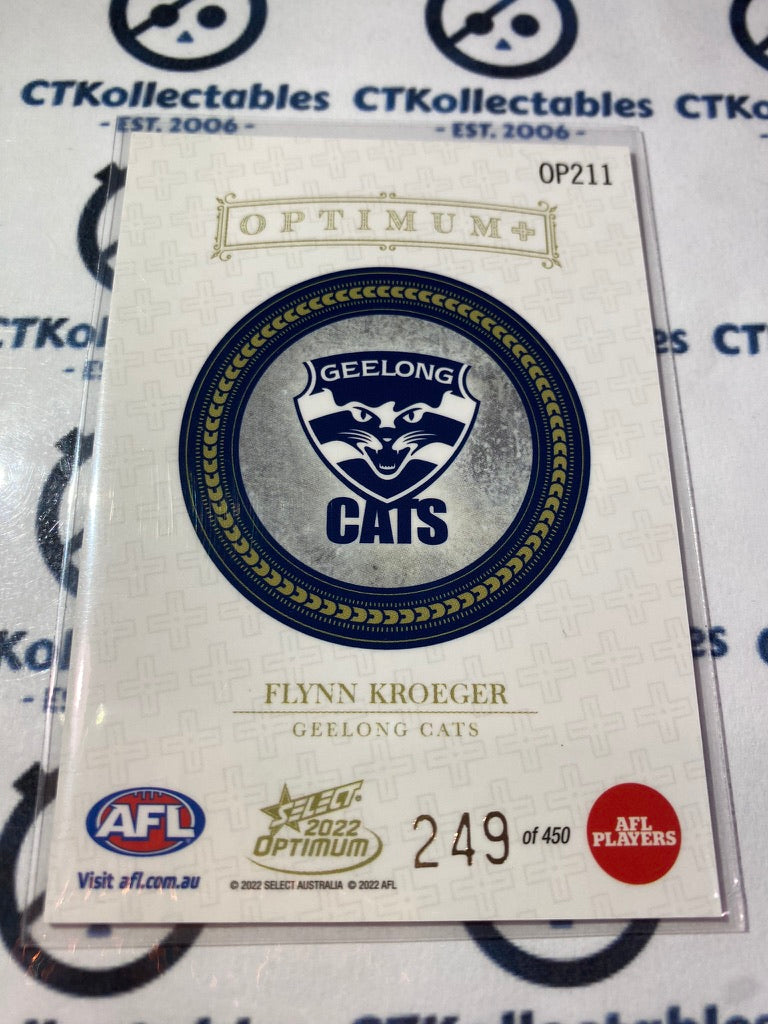 CTKollectables CTKollectables CTK
- EST. 2006 - - EST. 2006 -
OP211
OPTIMUM+
GEELONG
CATS
FLYNN KROEGER
GEELONG CATS
AFL
Visit afl.com.au
SELECT
2022
OPTIMUM
© 2022 SELECT AUSTRALIA © 2022 AFL
249 of 450
AFL
PLAYERS